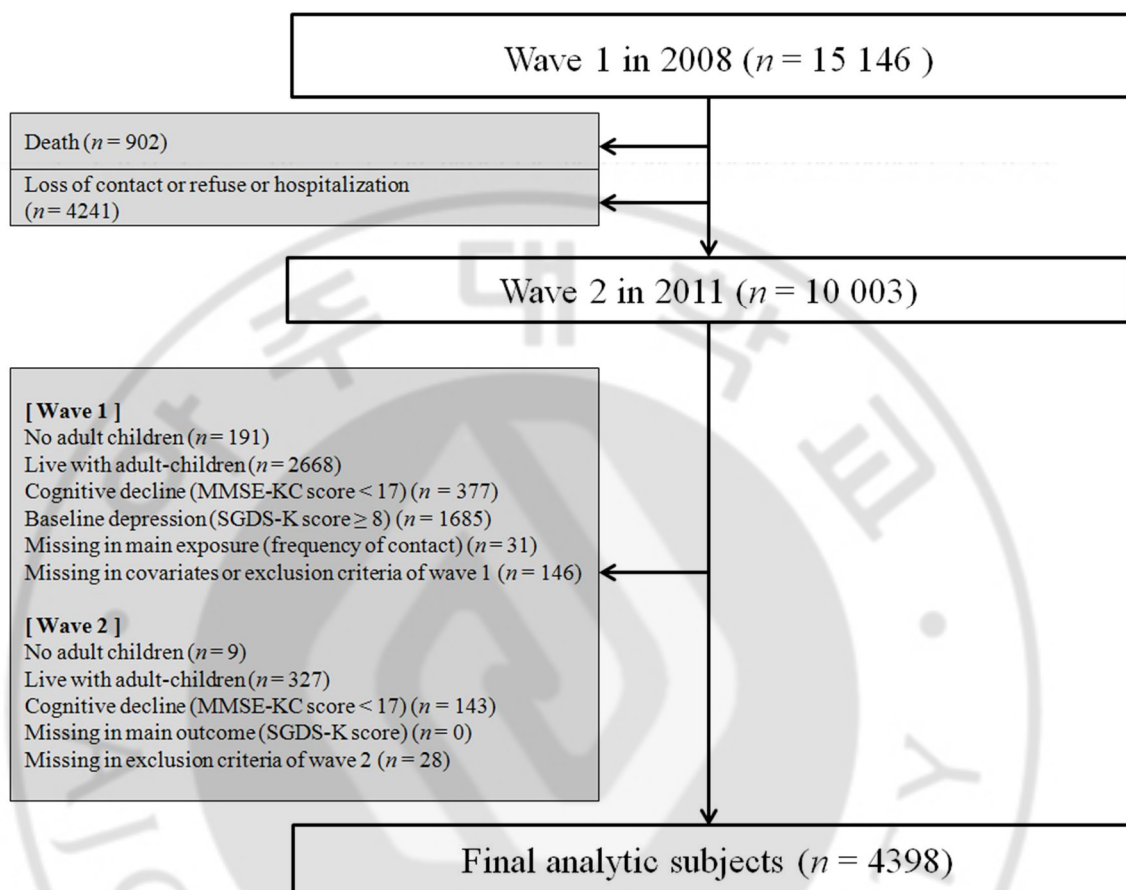 Wave 1 in 2008 (n = 15 146 )
Death (n = 902)
Loss of contact or refuse or hospitalization
(n = 4241)
Wave 2 in 2011 (n = 10 003)
[ Wave 1 ]
No adult children (n = 191)
Live with adult-children (n = 2668)
Cognitive decline (MMSE-KC score < 17) (n = 377)
Baseline depression (SGDS-K score ≥ 8) (n = 1685)
Missing in main exposure (frequency of contact) (n = 31)
Missing in covariates or exclusion criteria of wave 1 (n = 146)
[ Wave 2 ]
No adult children (n = 9)
Live with adult-children (n = 327)
Cognitive decline (MMSE-KC score < 17) (n = 143)
Missing in main outcome (SGDS-K score) (n = 0)
Missing in exclusion criteria of wave 2 (n = 28)
Final analytic subjects (n = 4398)
아주대학교